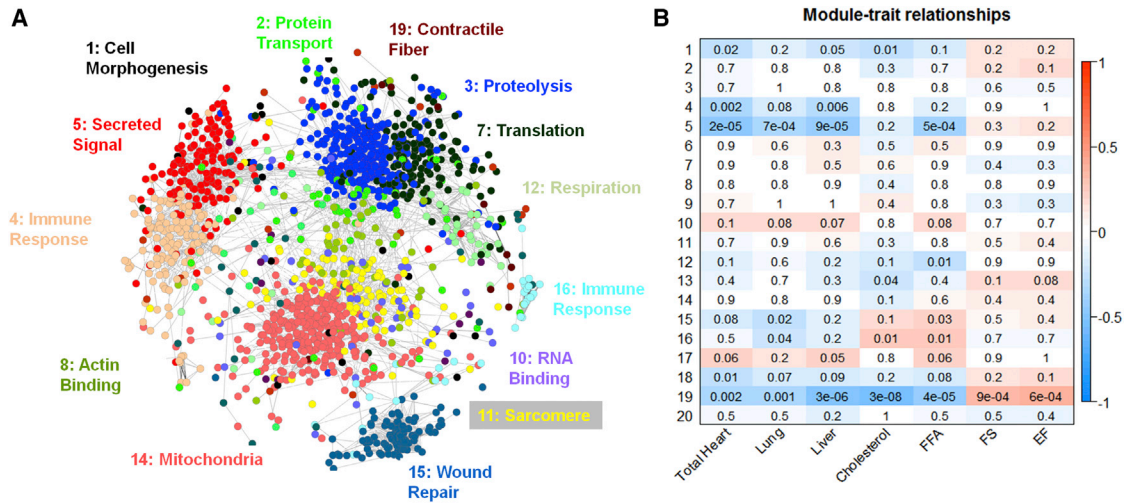 A
2: Protein
Transport
19: Contractile
Fiber
1: Cell
Morphogenesis
3: Proteolysis
5: Secreted
Signal
7: Translation
12: Respiration
4: Immune
Response
16: Immune
Response
8: Actin
Binding
10: RNA
Binding
11: Sarcomere
14: Mitochondria
15: Wound
Repair
B
Module-trait relationships
1 0.02 0.2 0.05 0.01 0.1 0.2 0.2
2 0.7 0.8 0.8 0.3 0.7 0.2 0.1
3 0.7 1 0.8 0.8 0.8 0.6 0.5
4 0.002 0.08 0.006 0.8 0.2 0.9 1
5 2e-05 7e-04 9e-05 0.2 5e-04 0.3 0.2
6 0.9 0.6 0.3 0.5 0.5 0.9 0.9
7 0.9 0.8 0.5 0.6 0.9 0.4 0.3
8 0.8 0.8 0.9 0.4 0.8 0.8 0.9
9 0.7 1 1 0.4 0.8 0.3 0.3
10 0.1 0.08 0.07 0.8 0.08 0.7 0.7
11 0.7 0.9 0.6 0.3 0.8 0.5 0.4
12 0.1 0.6 0.2 0.1 0.01 0.9 0.9
13 0.4 0.7 0.3 0.04 0.4 0.1 0.08
14 0.9 0.8 0.9 0.1 0.6 0.4 0.4
15 0.08 0.02 0.2 0.1 0.03 0.5 0.4
16 0.5 0.04 0.2 0.01 0.01 0.7 0.7
17 0.06 0.2 0.05 0.8 0.06 0.9 1
18 0.01 0.07 0.09 0.2 0.08 0.2 0.1
19 0.002 0.001 3e-06 3e-08 4e-05 9e-04 6e-04
20 0.5 0.5 0.2 1 0.5 0.5 0.4
Total Heart Lung Liver Cholesterol FFA FS EF
1
0.5
0
-0.5
-1